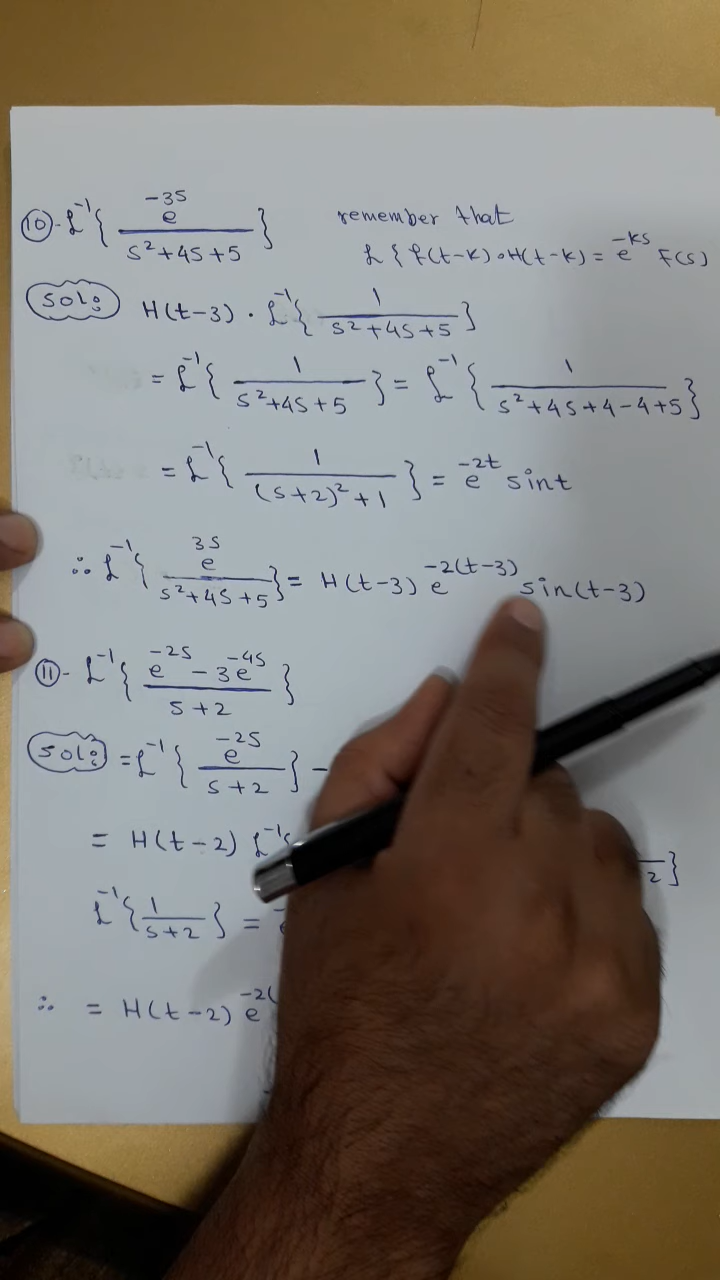 ⑩- ℒ⁻¹{ e^(-3s) / (s²+4s+5) } remember that
ℒ{f(t-k)∘H(t-k) = e^(-ks) F(s)
Sol: H(t-3) · ℒ⁻¹{ 1 / (s²+4s+5) }
= ℒ⁻¹{ 1 / (s²+4s+5) } = ℒ⁻¹{ 1 / (s²+4s+4-4+5) }
= ℒ⁻¹{ 1 / ((s+2)²+1) } = e^(-2t) sint
∴ ℒ⁻¹{ e^(3s) / (s²+4s+5) } = H(t-3) e^(-2(t-3)) sin(t-3)
⑪- ℒ⁻¹{ (e^(-2s) - 3e^(-4s)) / (s+2) }
Sol: = ℒ⁻¹{ e^(-2s) / (s+2) } -
= H(t-2) ℒ⁻¹{ 2 }
ℒ⁻¹{ 1 / (s+2) } =
∴ = H(t-2) e^(-2(